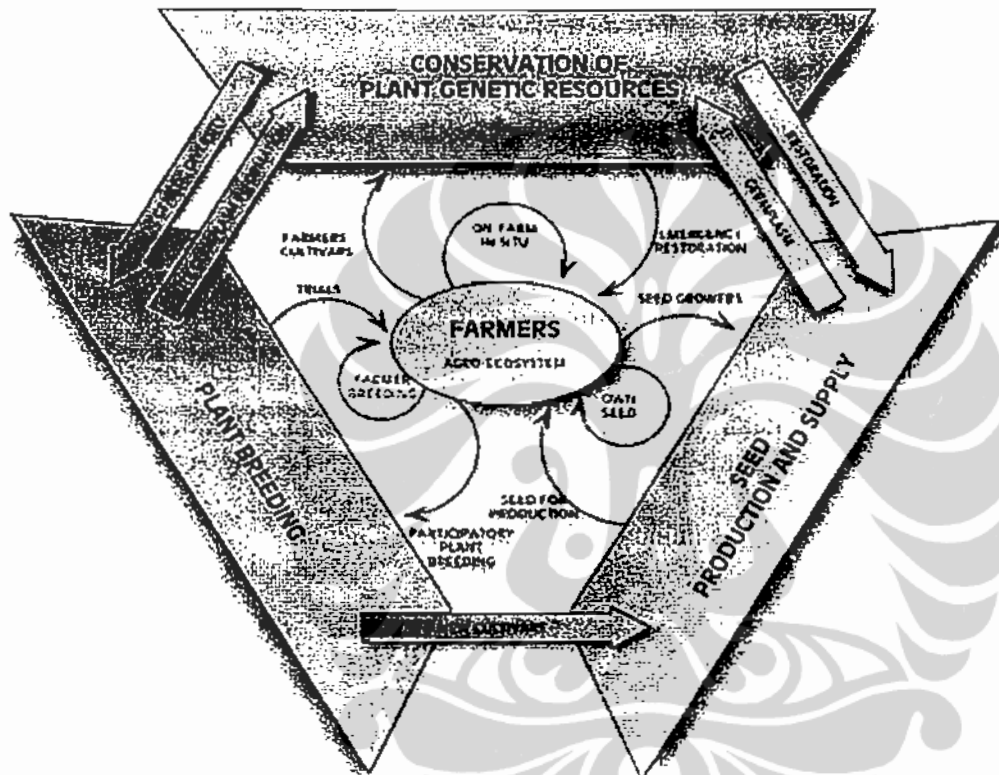 CONSERVATION OF
PLANT GENETIC RESOURCES
RESTORATION
GERMPLASM
FARMERS
CULTIVARS
ON FARM
IN SITU
EMERGENCY
RESTORATION
TRIALS
SEED GROWERS
FARMERS
AGRO-ECOSYSTEM
FARMER
BREEDING
OWN
SEED
PLANT BREEDING
SEED
PRODUCTION AND SUPPLY
SEED FOR
PRODUCTION
PARTICIPATORY
PLANT
BREEDING